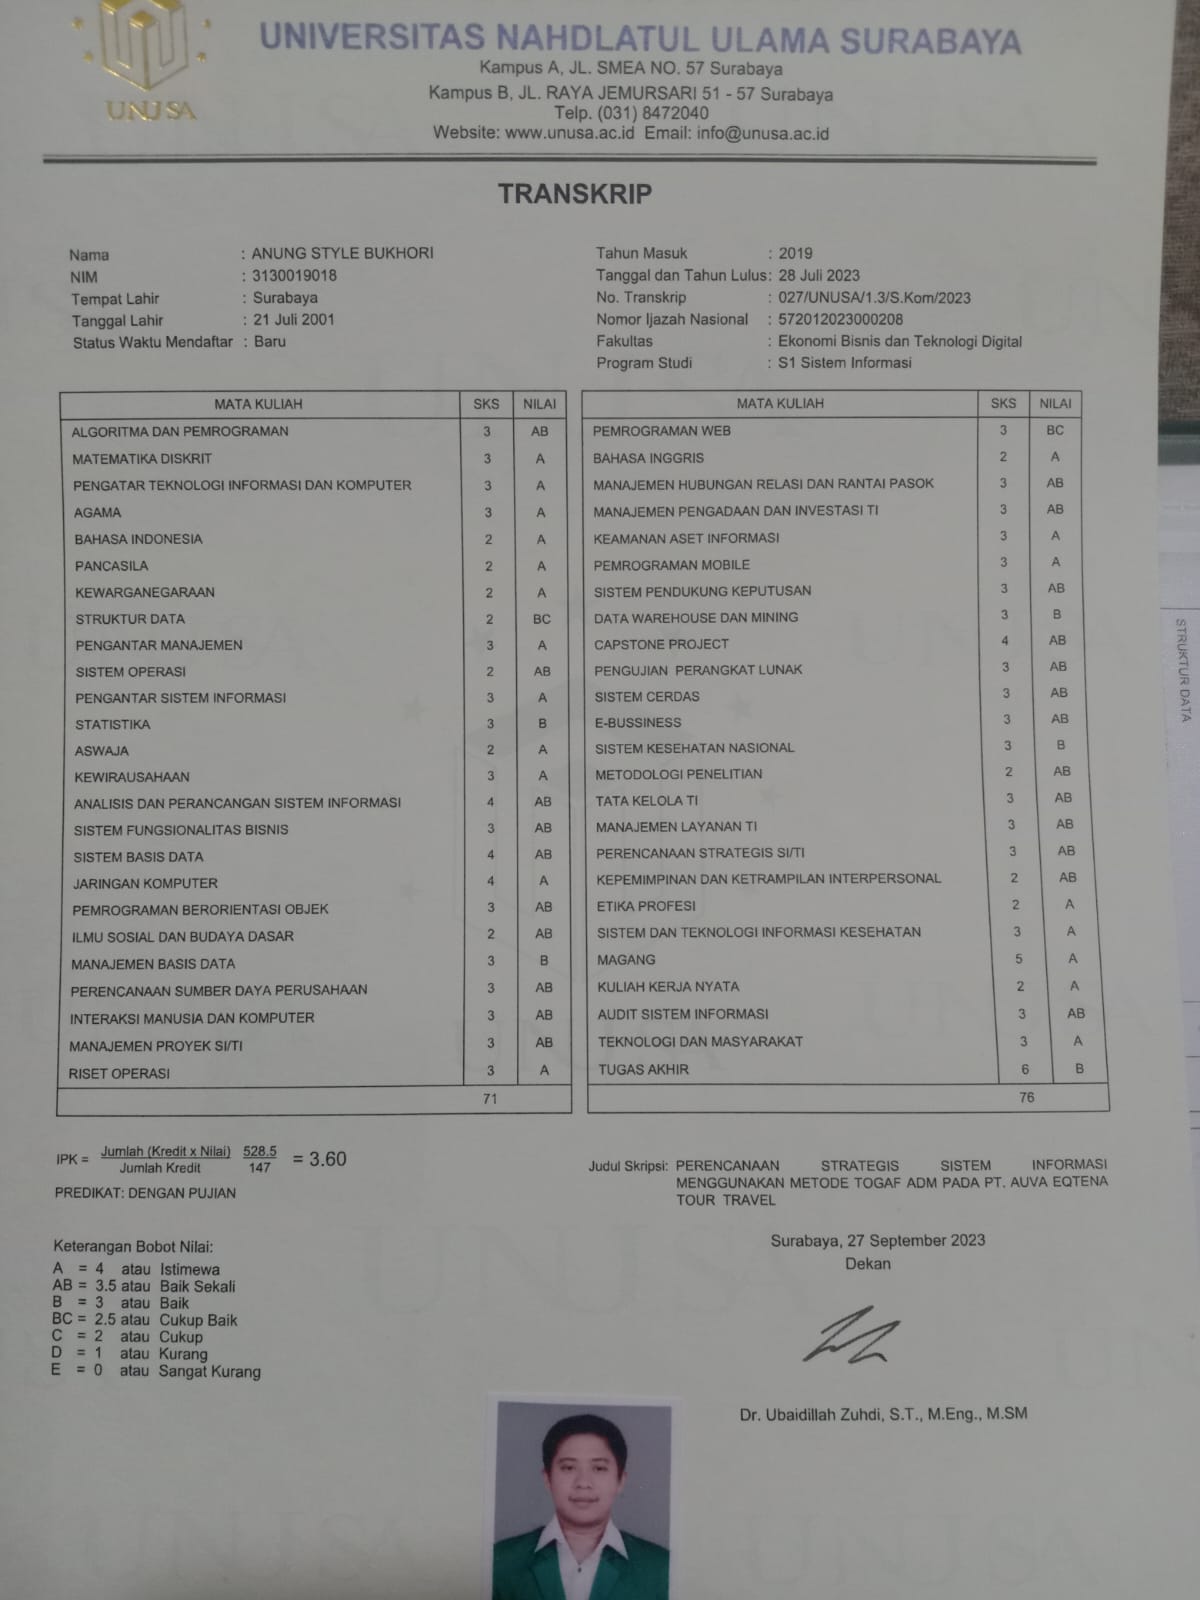 UNUSA
UNIVERSITAS NAHDLATUL ULAMA SURABAYA
Kampus A, JL. SMEA NO. 57 Surabaya
Kampus B, JL. RAYA JEMURSARI 51 - 57 Surabaya
Telp. (031) 8472040
Website: www.unusa.ac.id Email: info@unusa.ac.id
TRANSKRIP
Nama : ANUNG STYLE BUKHORI
NIM : 3130019018
Tempat Lahir : Surabaya
Tanggal Lahir : 21 Juli 2001
Status Waktu Mendaftar : Baru
Tahun Masuk : 2019
Tanggal dan Tahun Lulus: 28 Juli 2023
No. Transkrip : 027/UNUSA/1.3/S.Kom/2023
Nomor Ijazah Nasional : 572012023000208
Fakultas : Ekonomi Bisnis dan Teknologi Digital
Program Studi : S1 Sistem Informasi
MATA KULIAH SKS NILAI
ALGORITMA DAN PEMROGRAMAN 3 AB
MATEMATIKA DISKRIT 3 A
PENGATAR TEKNOLOGI INFORMASI DAN KOMPUTER 3 A
AGAMA 3 A
BAHASA INDONESIA 2 A
PANCASILA 2 A
KEWARGANEGARAAN 2 A
STRUKTUR DATA 2 BC
PENGANTAR MANAJEMEN 3 A
SISTEM OPERASI 2 AB
PENGANTAR SISTEM INFORMASI 3 A
STATISTIKA 3 B
ASWAJA 2 A
KEWIRAUSAHAAN 3 A
ANALISIS DAN PERANCANGAN SISTEM INFORMASI 4 AB
SISTEM FUNGSIONALITAS BISNIS 3 AB
SISTEM BASIS DATA 4 AB
JARINGAN KOMPUTER 4 A
PEMROGRAMAN BERORIENTASI OBJEK 3 AB
ILMU SOSIAL DAN BUDAYA DASAR 2 AB
MANAJEMEN BASIS DATA 3 B
PERENCANAAN SUMBER DAYA PERUSAHAAN 3 AB
INTERAKSI MANUSIA DAN KOMPUTER 3 AB
MANAJEMEN PROYEK SI/TI 3 AB
RISET OPERASI 3 A
71
MATA KULIAH SKS NILAI
PEMROGRAMAN WEB 3 BC
BAHASA INGGRIS 2 A
MANAJEMEN HUBUNGAN RELASI DAN RANTAI PASOK 3 AB
MANAJEMEN PENGADAAN DAN INVESTASI TI 3 AB
KEAMANAN ASET INFORMASI 3 A
PEMROGRAMAN MOBILE 3 A
SISTEM PENDUKUNG KEPUTUSAN 3 AB
DATA WAREHOUSE DAN MINING 3 B
CAPSTONE PROJECT 4 AB
PENGUJIAN PERANGKAT LUNAK 3 AB
SISTEM CERDAS 3 AB
E-BUSSINESS 3 AB
SISTEM KESEHATAN NASIONAL 3 B
METODOLOGI PENELITIAN 2 AB
TATA KELOLA TI 3 AB
MANAJEMEN LAYANAN TI 3 AB
PERENCANAAN STRATEGIS SI/TI 3 AB
KEPEMIMPINAN DAN KETRAMPILAN INTERPERSONAL 2 AB
ETIKA PROFESI 2 A
SISTEM DAN TEKNOLOGI INFORMASI KESEHATAN 3 A
MAGANG 5 A
KULIAH KERJA NYATA 2 A
AUDIT SISTEM INFORMASI 3 AB
TEKNOLOGI DAN MASYARAKAT 3 A
TUGAS AKHIR 6 B
76
IPK = Jumlah (Kredit x Nilai) 528.5 = 3.60
Jumlah Kredit 147
PREDIKAT: DENGAN PUJIAN
Judul Skripsi: PERENCANAAN STRATEGIS SISTEM INFORMASI
MENGGUNAKAN METODE TOGAF ADM PADA PT. AUVA EQTENA
TOUR TRAVEL
Keterangan Bobot Nilai:
A = 4 atau Istimewa
AB = 3.5 atau Baik Sekali
B = 3 atau Baik
BC = 2.5 atau Cukup Baik
C = 2 atau Cukup
D = 1 atau Kurang
E = 0 atau Sangat Kurang
Surabaya, 27 September 2023
Dekan
Dr. Ubaidillah Zuhdi, S.T., M.Eng., M.SM
STRUKTUR DATA